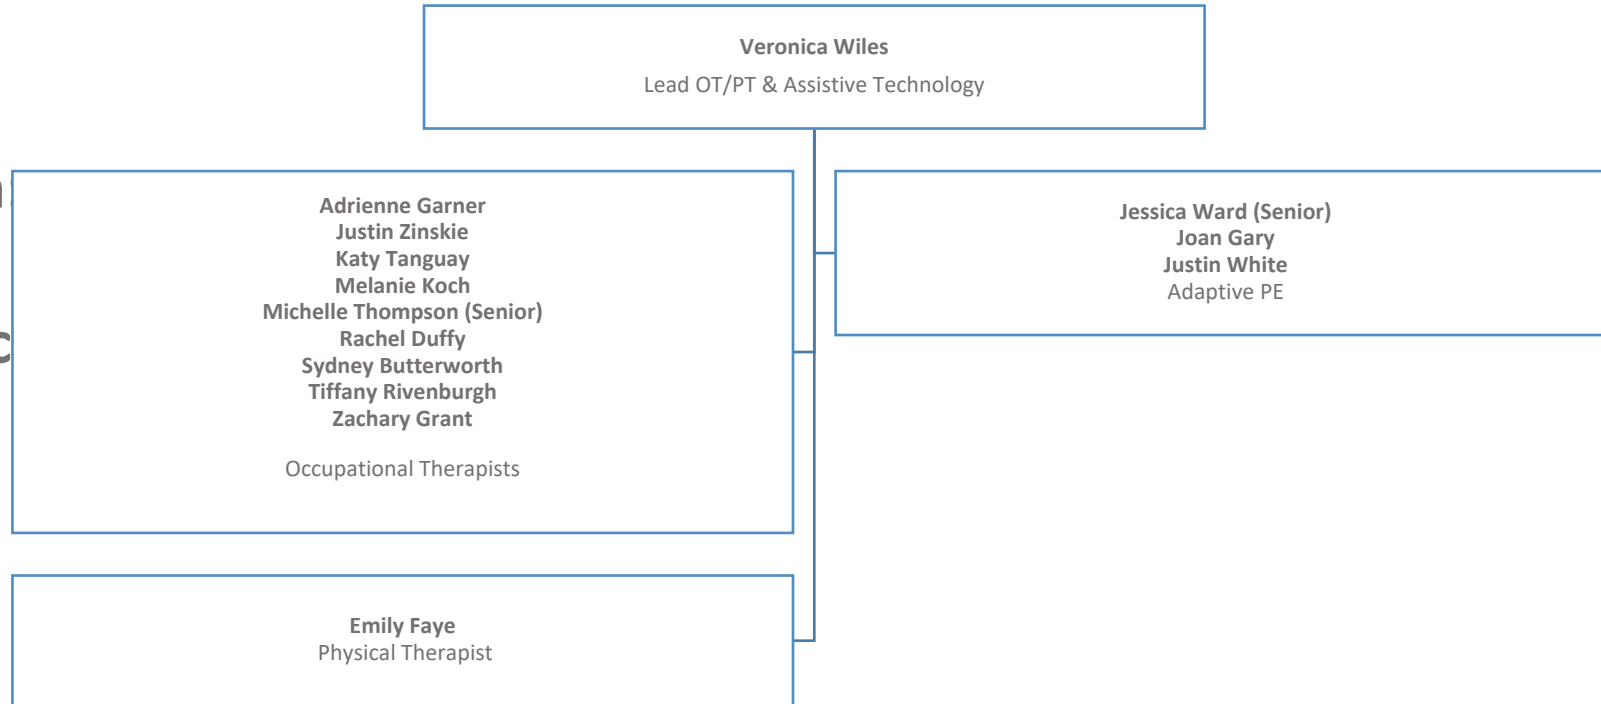 Veronica Wiles
Lead OT/PT & Assistive Technology
Adrienne Garner
Justin Zinskie
Katy Tanguay
Melanie Koch
Michelle Thompson (Senior)
Rachel Duffy
Sydney Butterworth
Tiffany Rivenburgh
Zachary Grant
Occupational Therapists
Jessica Ward (Senior)
Joan Gary
Justin White
Adaptive PE
Emily Faye
Physical Therapist